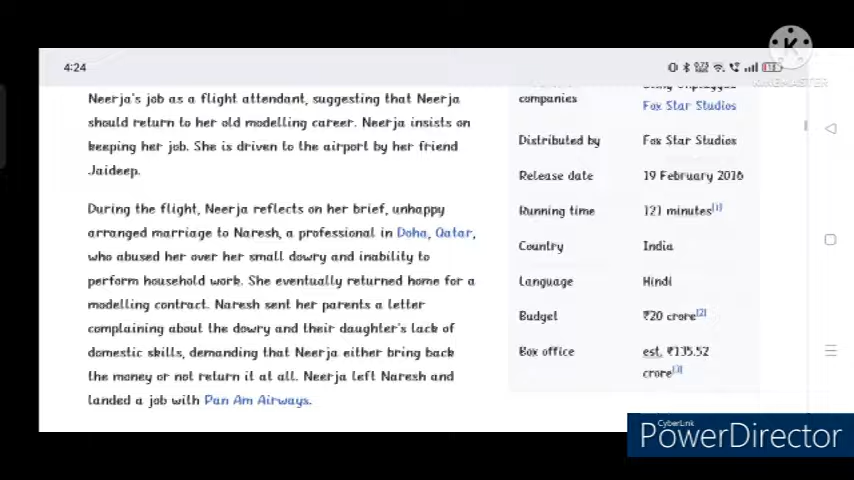 4:24
Neerja's job as a flight attendant, suggesting that Neerja
should return to her old modelling career. Neerja insists on
keeping her job. She is driven to the airport by her friend
Jaideep.
During the flight, Neerja reflects on her brief, unhappy
arranged marriage to Naresh, a professional in Doha, Qatar,
who abused her over her small dowry and inability to
perform household work. She eventually returned home for a
modelling contract. Naresh sent her parents a letter
complaining about the dowry and their daughter's lack of
domestic skills, demanding that Neerja either bring back
the money or not return it at all. Neerja left Naresh and
landed a job with Pan Am Airways.
companies
Fox Star Studios
Distributed by Fox Star Studios
Release date 19 February 2016
Running time 121 minutes[1]
Country India
Language Hindi
Budget ₹20 crore[2]
Box office est. ₹135.52
crore[3]
K
KINEMASTER
CyberLink
PowerDirector